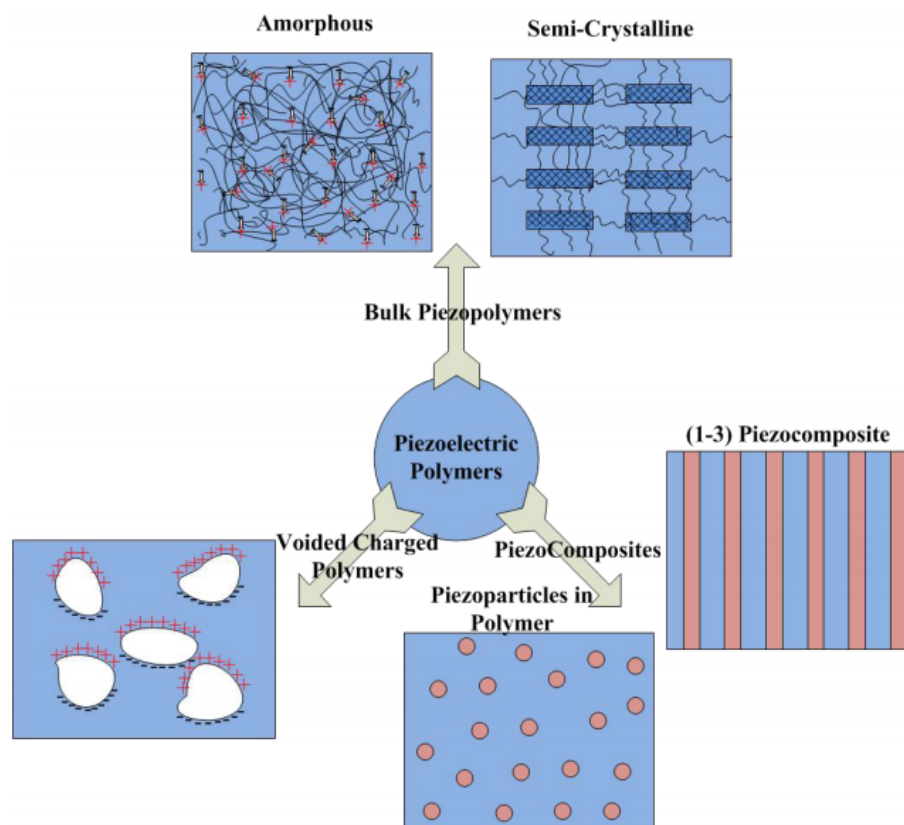 Amorphous
Semi-Crystalline
Bulk Piezopolymers
Piezoelectric
Polymers
(1-3) Piezocomposite
Voided Charged
Polymers
PiezoComposites
Piezoparticles in
Polymer